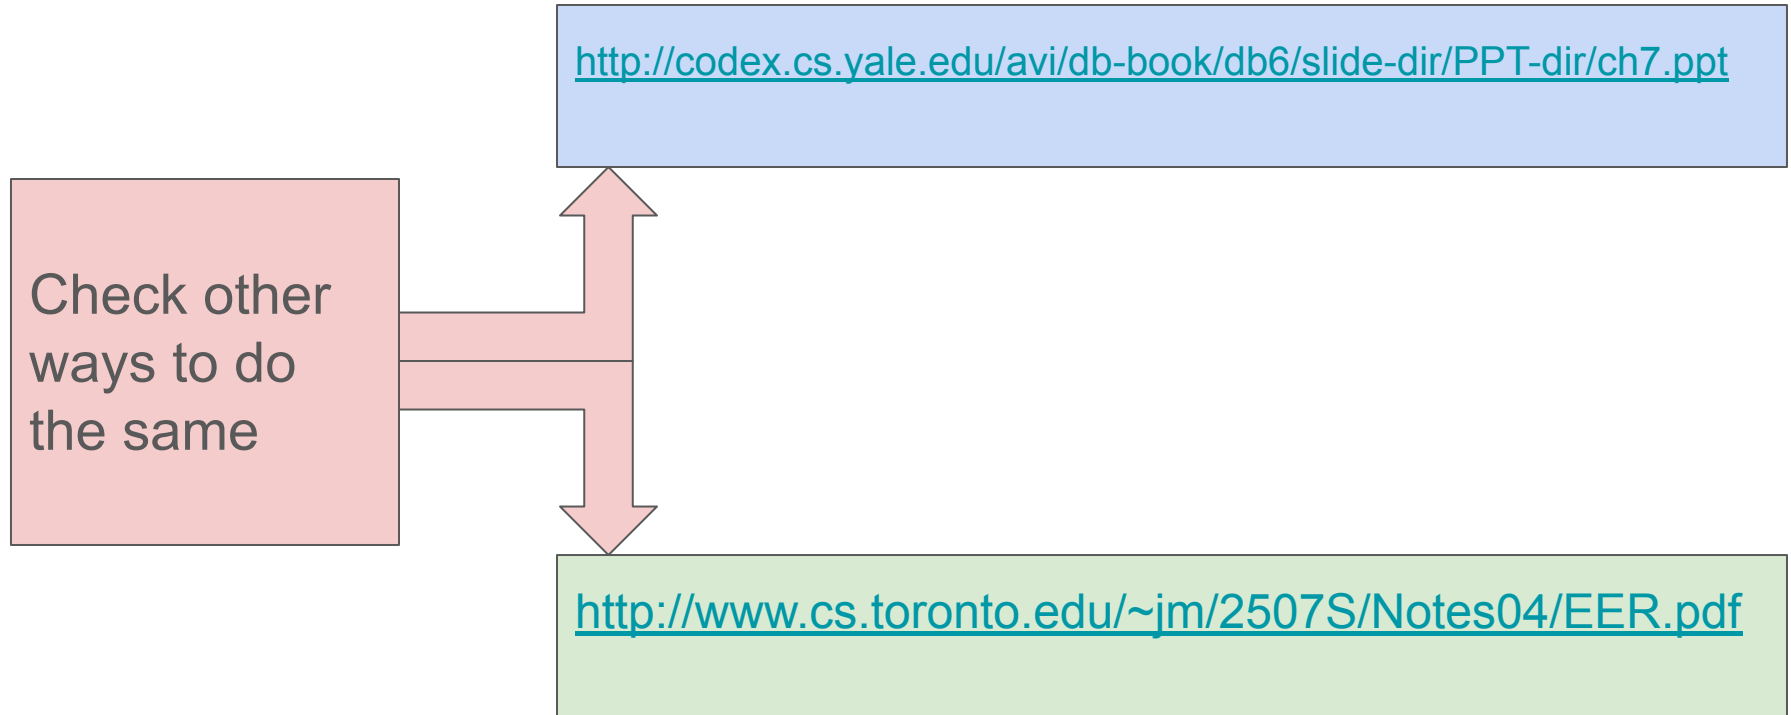 http://codex.cs.yale.edu/avi/db-book/db6/slide-dir/PPT-dir/ch7.ppt
Check other
ways to do
the same
http://www.cs.toronto.edu/~jm/2507S/Notes04/EER.pdf